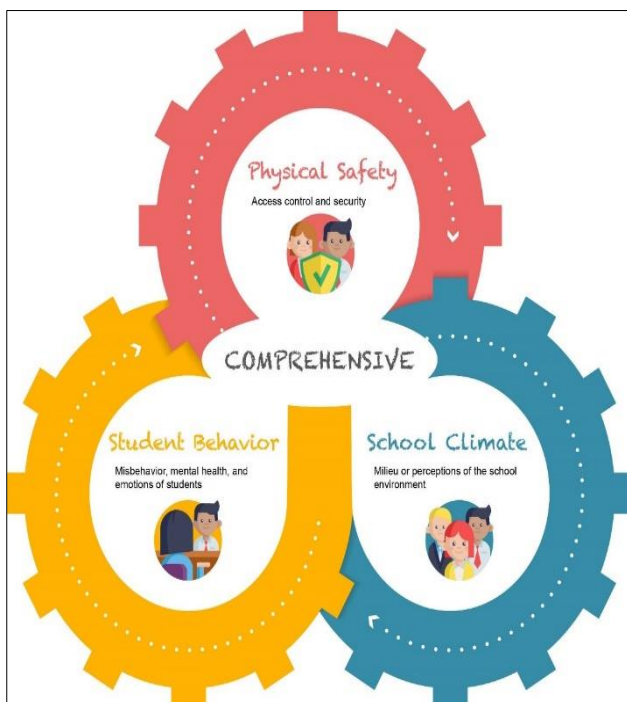 Physical Safety
Access control and security
COMPREHENSIVE
Student Behavior
Misbehavior, mental health, and
emotions of students
School Climate
Milieu or perceptions of the school
environment